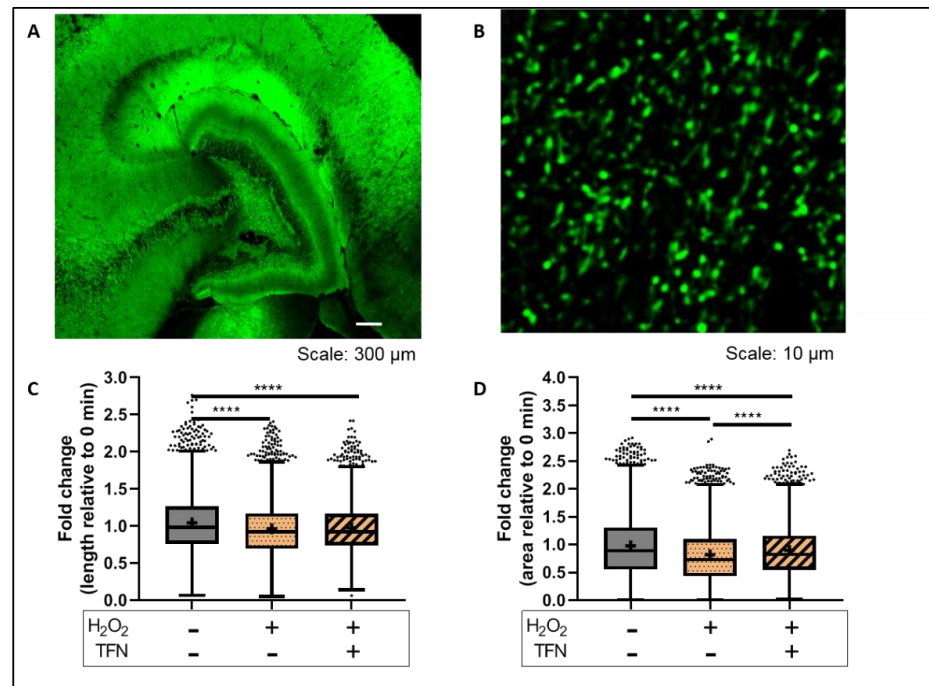 A
B
Scale: 300 µm
Scale: 10 µm
C
Fold change
(length relative to 0 min)
3.0
2.5
2.0
1.5
1.0
0.5
0.0
****
****
H₂O₂ - + +
TFN - - +
D
Fold change
(area relative to 0 min)
4.0
3.5
3.0
2.5
2.0
1.5
1.0
0.5
0.0
****
**** ****
H₂O₂ - + +
TFN - - +